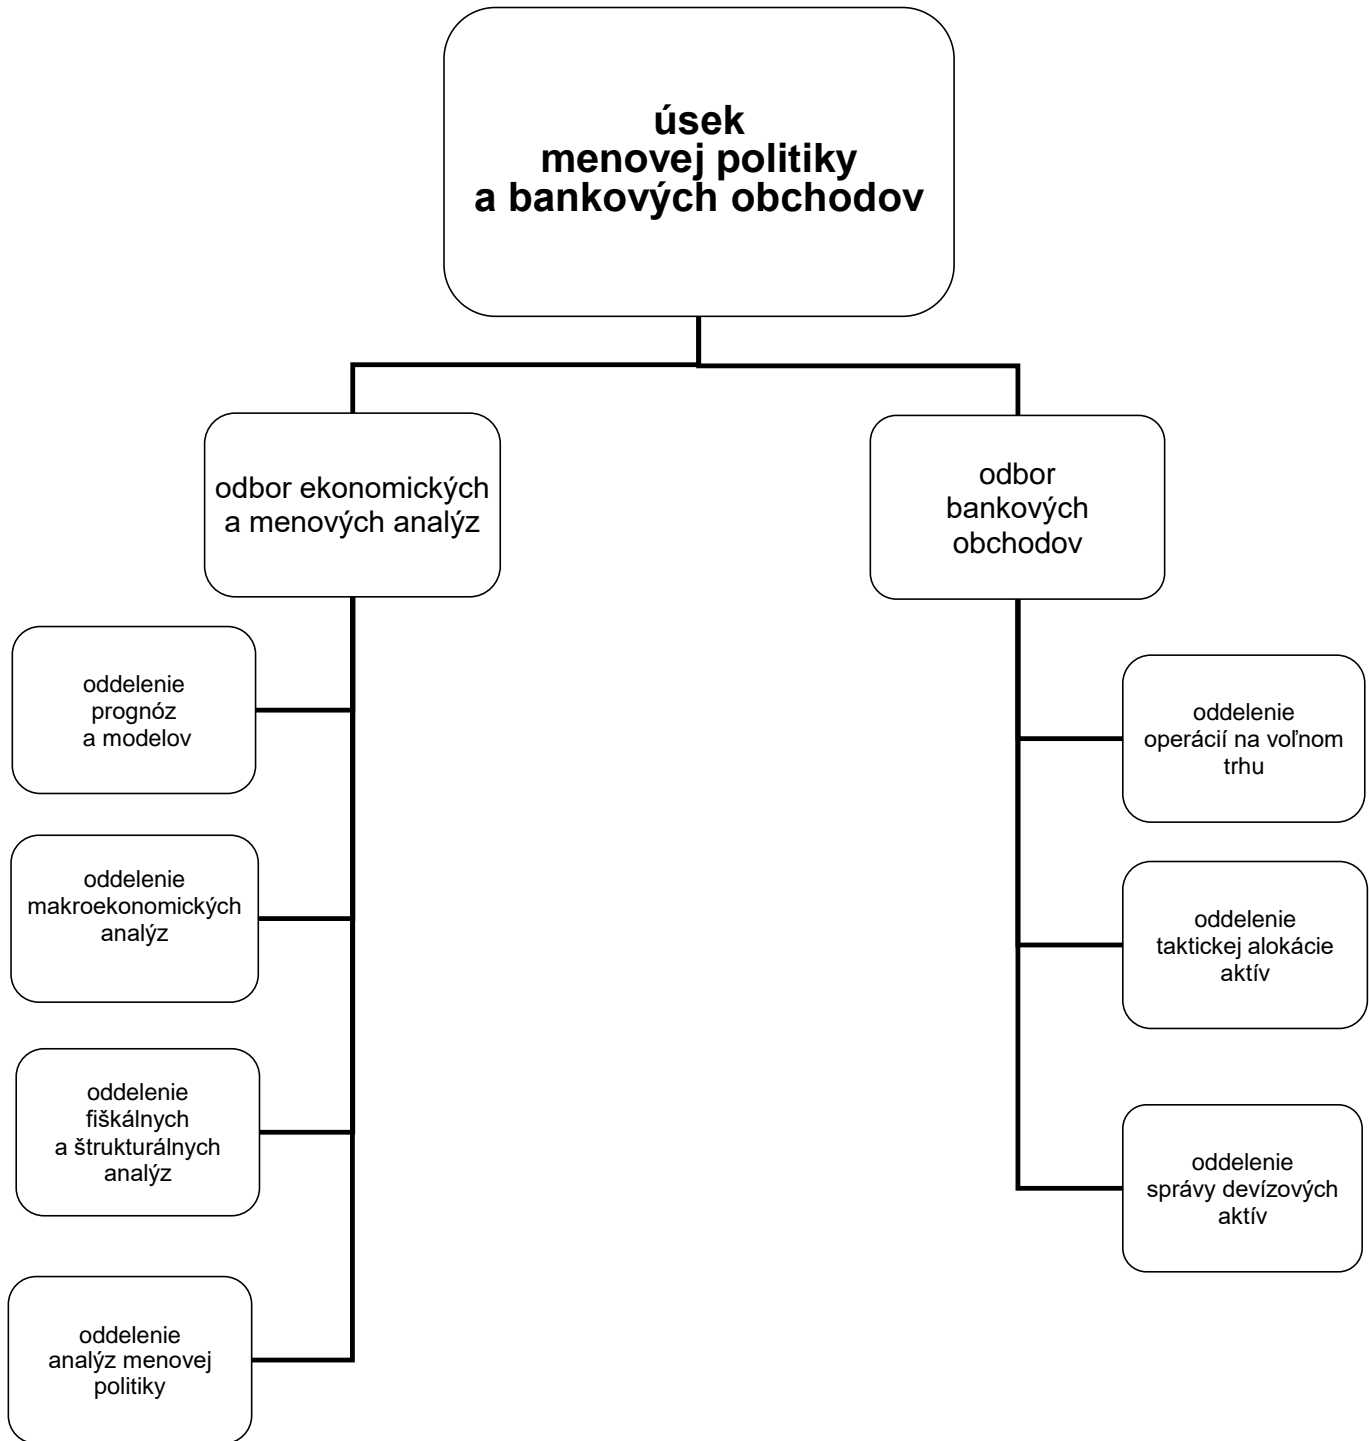 úsek
menovej politiky
a bankových obchodov
odbor ekonomických
a menových analýz
odbor
bankových
obchodov
oddelenie
prognóz
a modelov
oddelenie
operácií na voľnom
trhu
oddelenie
makroekonomických
analýz
oddelenie
taktickej alokácie
aktív
oddelenie
fiškálnych
a štrukturálnych
analýz
oddelenie
správy devízových
aktív
oddelenie
analýz menovej
politiky